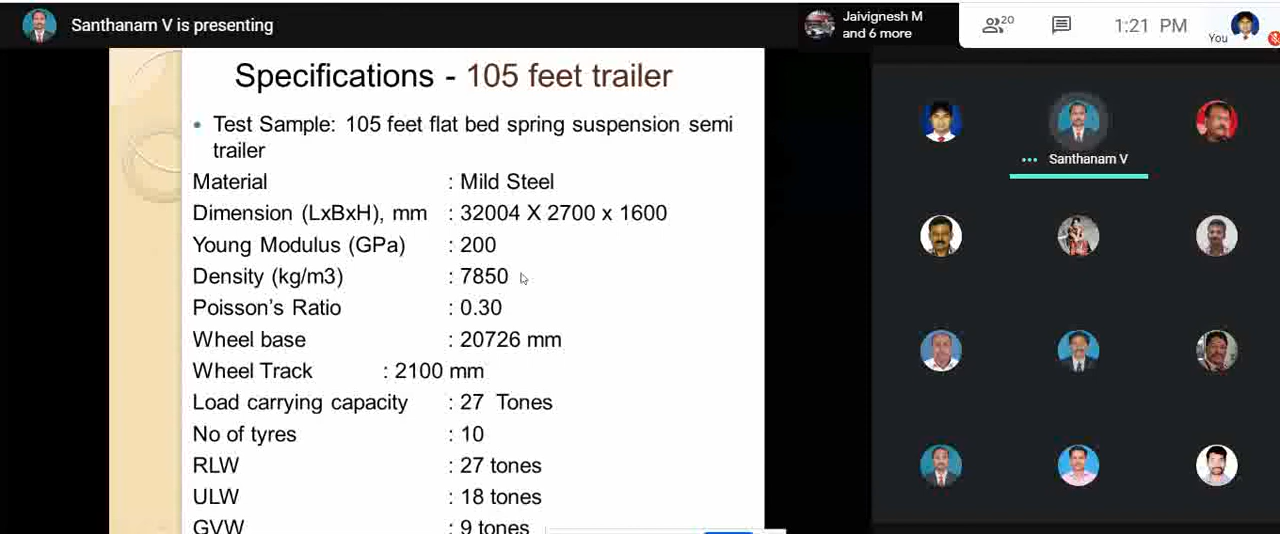 Santhanam V is presenting
Jaivignesh M
and 6 more
20
1:21 PM
You
Specifications - 105 feet trailer
• Test Sample: 105 feet flat bed spring suspension semi
trailer
Material : Mild Steel
Dimension (LxBxH), mm : 32004 X 2700 x 1600
Young Modulus (GPa) : 200
Density (kg/m3) : 7850
Poisson's Ratio : 0.30
Wheel base : 20726 mm
Wheel Track : 2100 mm
Load carrying capacity : 27 Tones
No of tyres : 10
RLW : 27 tones
ULW : 18 tones
GVW : 9 tones
Santhanam V